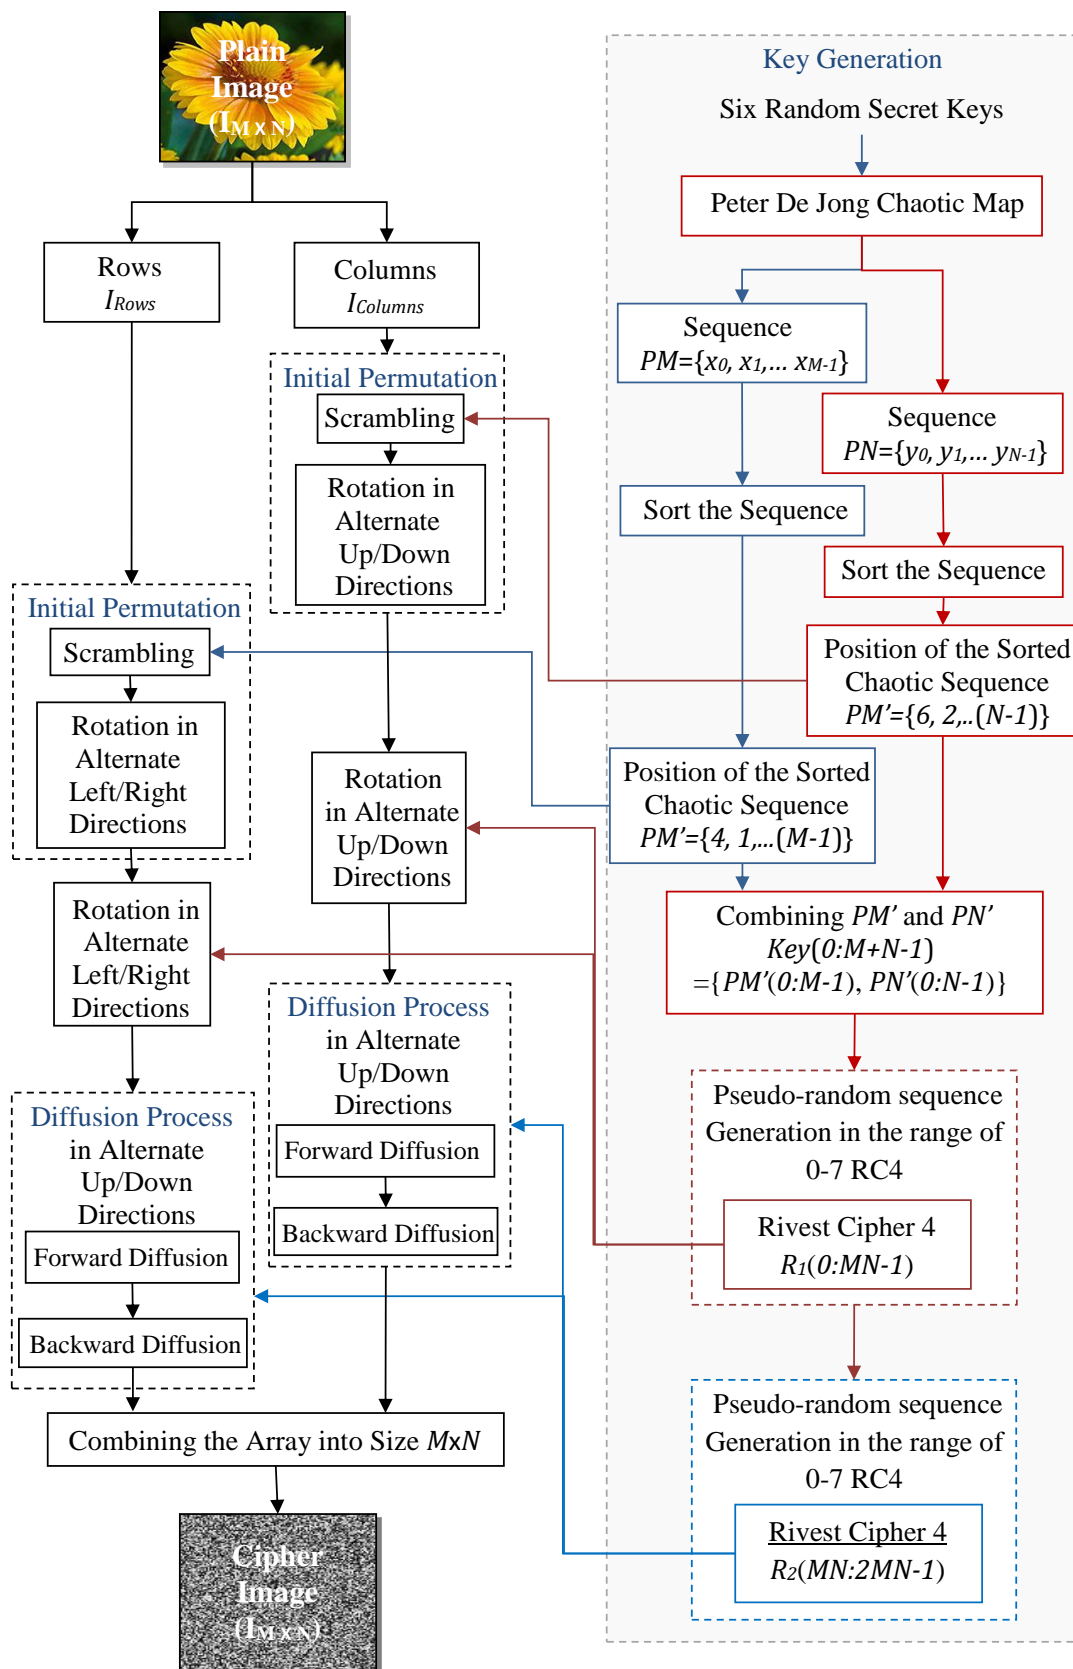 Plain
Image
(I_M x N)
Rows
I_Rows
Columns
I_Columns
Initial Permutation
Scrambling
Rotation in
Alternate
Up/Down
Directions
Initial Permutation
Scrambling
Rotation in
Alternate
Left/Right
Directions
Rotation
in Alternate
Up/Down
Directions
Rotation in
Alternate
Left/Right
Directions
Diffusion Process
in Alternate
Up/Down
Directions
Forward Diffusion
Backward Diffusion
Diffusion Process
in Alternate
Up/Down
Directions
Forward Diffusion
Backward Diffusion
Combining the Array into Size MxN
Cipher
Image
(I_M x N)
Key Generation
Six Random Secret Keys
Peter De Jong Chaotic Map
Sequence
PM={x0, x1,... xM-1}
Sequence
PN={y0, y1,... yN-1}
Sort the Sequence
Sort the Sequence
Position of the Sorted
Chaotic Sequence
PM’={6, 2,..(N-1)}
Position of the Sorted
Chaotic Sequence
PM’={4, 1,...(M-1)}
Combining PM’ and PN’
Key(0:M+N-1)
={PM’(0:M-1), PN’(0:N-1)}
Pseudo-random sequence
Generation in the range of
0-7 RC4
Rivest Cipher 4
R1(0:MN-1)
Pseudo-random sequence
Generation in the range of
0-7 RC4
Rivest Cipher 4
R2(MN:2MN-1)